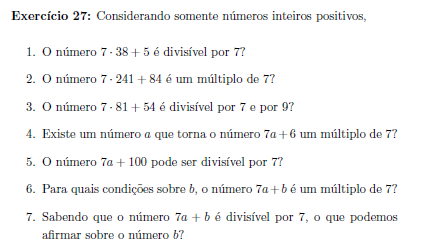 Exercício 27: Considerando somente números inteiros positivos,
1. O número 7 · 38 + 5 é divisível por 7?
2. O número 7 · 241 + 84 é um múltiplo de 7?
3. O número 7 · 81 + 54 é divisível por 7 e por 9?
4. Existe um número a que torna o número 7a + 6 um múltiplo de 7?
5. O número 7a + 100 pode ser divisível por 7?
6. Para quais condições sobre b, o número 7a + b é um múltiplo de 7?
7. Sabendo que o número 7a + b é divisível por 7, o que podemos
afirmar sobre o número b?